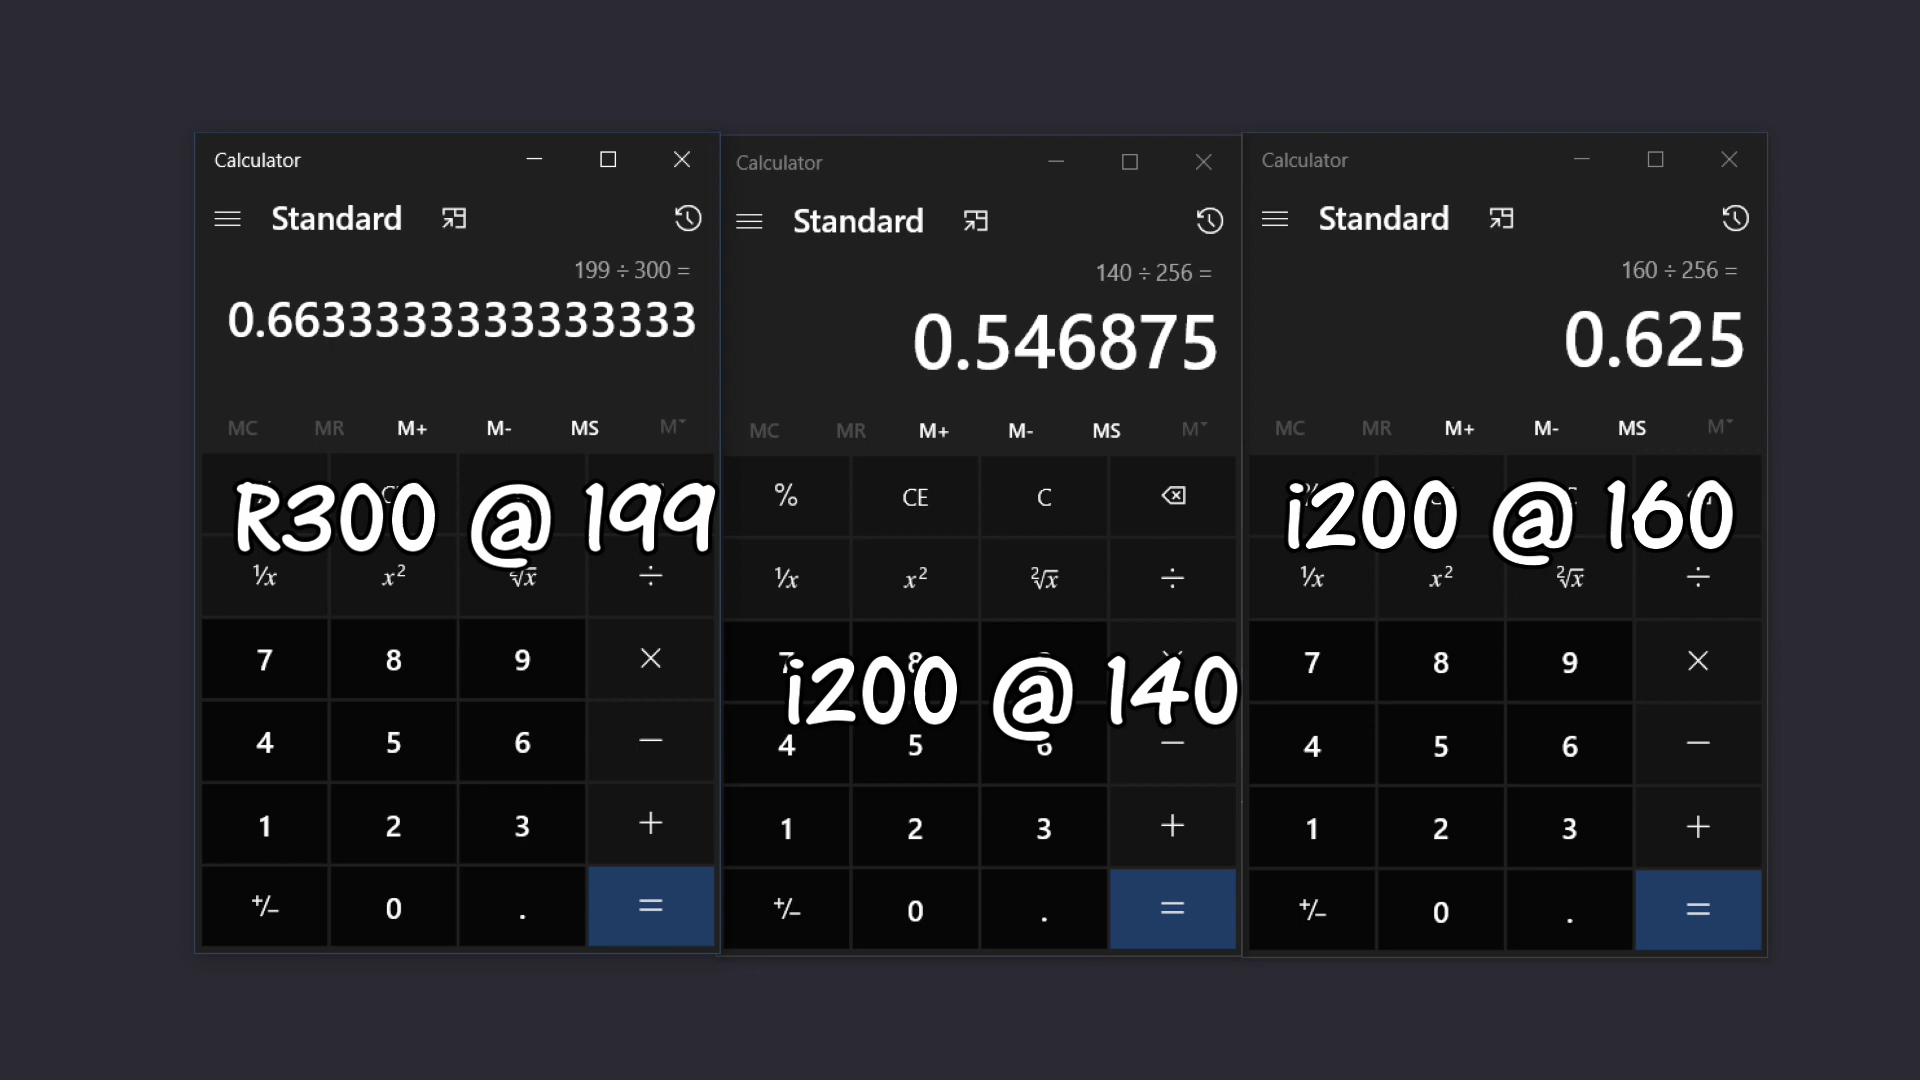 Calculator
Standard
199 ÷ 300 =
0.6633333333333333
MC MR M+ M- MS M
R300 @ 199
¹/x x² ²√x ÷
7 8 9 ×
4 5 6 −
1 2 3 +
+/− 0 . =
Calculator
Standard
140 ÷ 256 =
0.546875
MC MR M+ M- MS M
% CE C
¹/x x² ²√x ÷
i200 @ 140
4 5 6 −
1 2 3 +
+/− 0 . =
Calculator
Standard
160 ÷ 256 =
0.625
MC MR M+ M- MS M
i200 @ 160
¹/x x² ²√x ÷
7 8 9 ×
4 5 6 −
1 2 3 +
+/− 0 . =